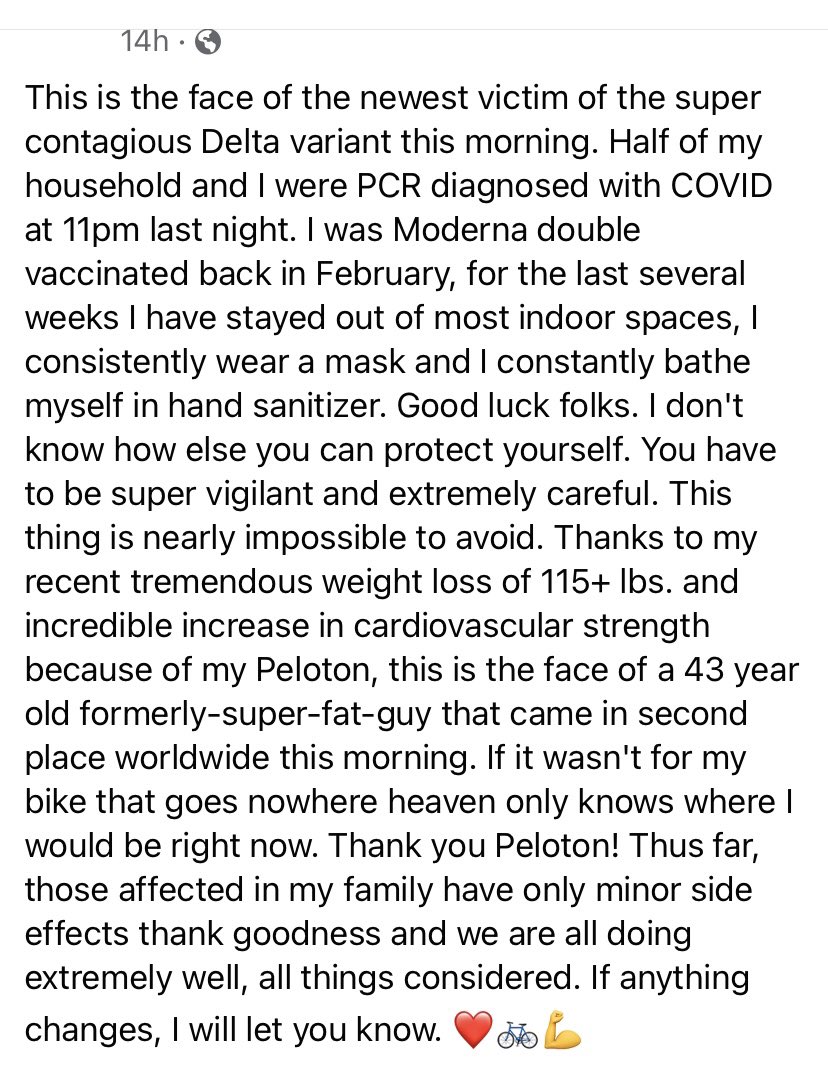 14h ·
This is the face of the newest victim of the super
contagious Delta variant this morning. Half of my
household and I were PCR diagnosed with COVID
at 11pm last night. I was Moderna double
vaccinated back in February, for the last several
weeks I have stayed out of most indoor spaces, I
consistently wear a mask and I constantly bathe
myself in hand sanitizer. Good luck folks. I don't
know how else you can protect yourself. You have
to be super vigilant and extremely careful. This
thing is nearly impossible to avoid. Thanks to my
recent tremendous weight loss of 115+ lbs. and
incredible increase in cardiovascular strength
because of my Peloton, this is the face of a 43 year
old formerly-super-fat-guy that came in second
place worldwide this morning. If it wasn't for my
bike that goes nowhere heaven only knows where I
would be right now. Thank you Peloton! Thus far,
those affected in my family have only minor side
effects thank goodness and we are all doing
extremely well, all things considered. If anything
changes, I will let you know. ❤️🚲💪